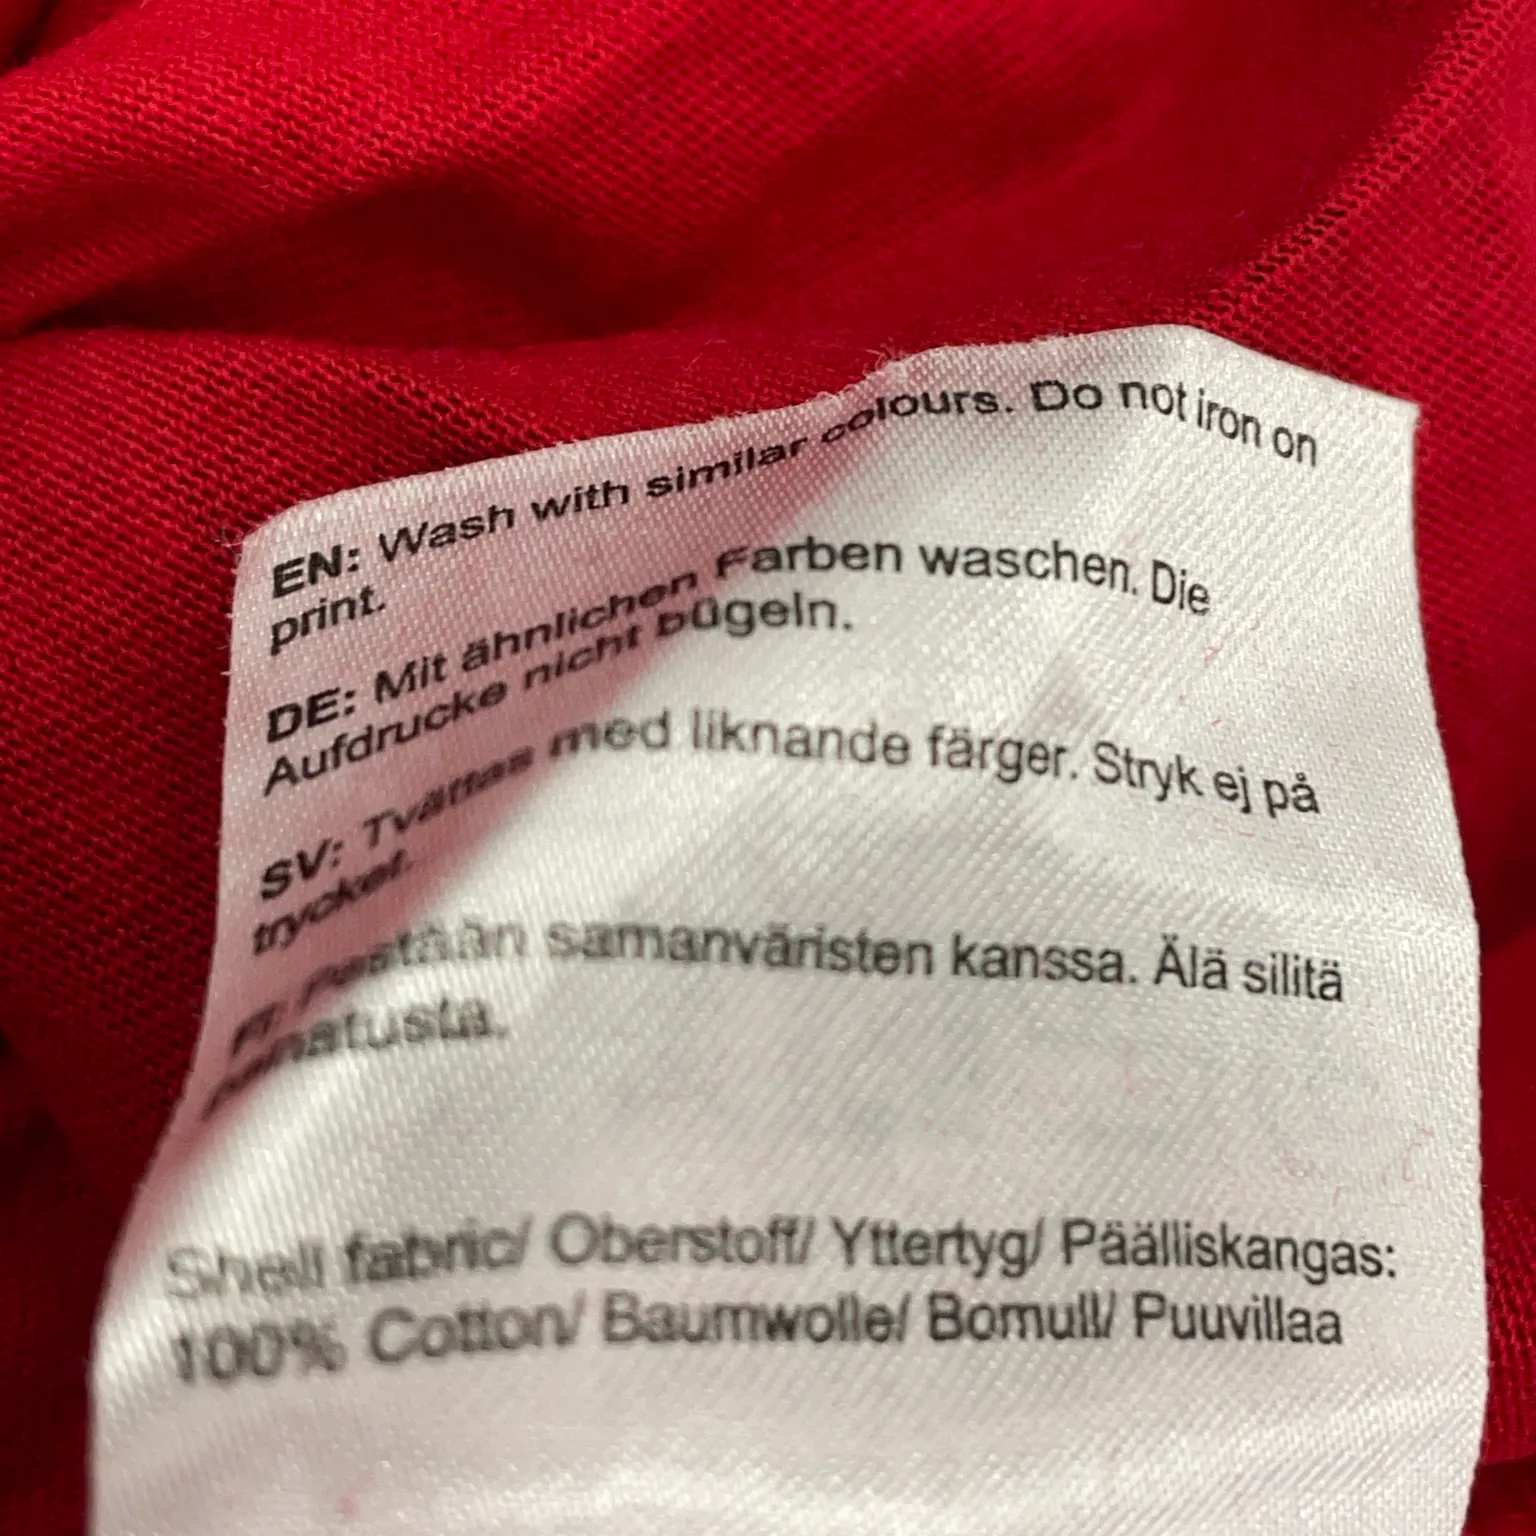 EN: Wash with similar colours. Do not iron on
print.
DE: Mit ähnlichen Farben waschen. Die
Aufdrucke nicht bügeln.
SV: Tvättas med liknande färger. Stryk ej på
trycket.
FI: Pestään samanväristen kanssa. Älä silitä
painatusta.
Shell fabric/ Oberstoff/ Yttertyg/ Päälliskangas:
100% Cotton/ Baumwolle/ Bomull/ Puuvillaa